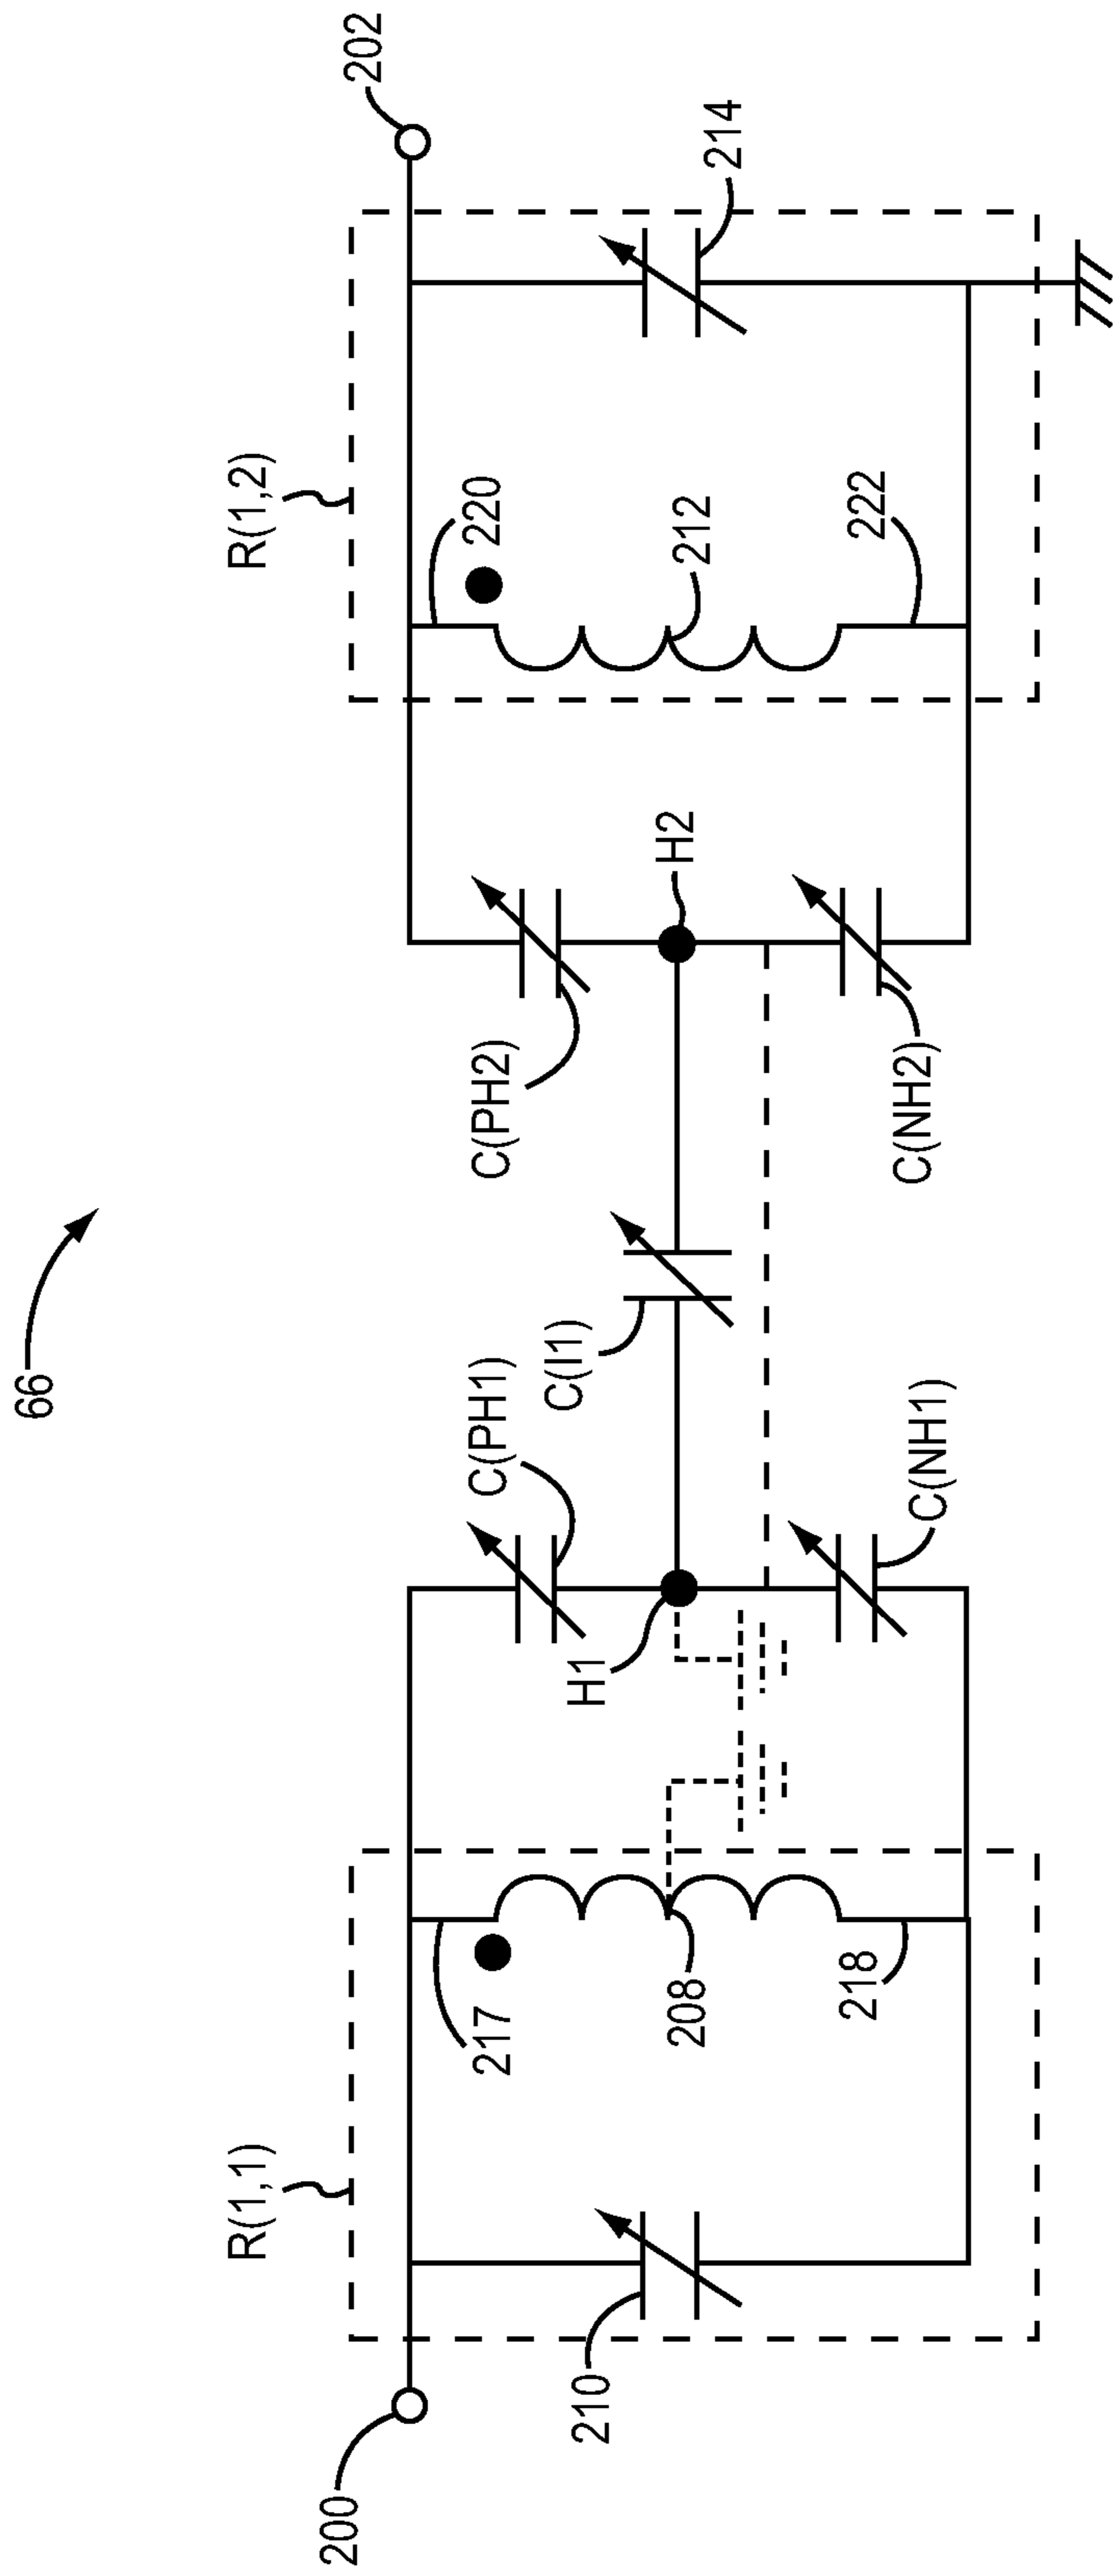 66
R(1,1)
R(1,2)
200
202
217
220
C(PH1)
C(PH2)
H1
H2
C(I1)
210
208
212
214
218
222
C(NH1)
C(NH2)